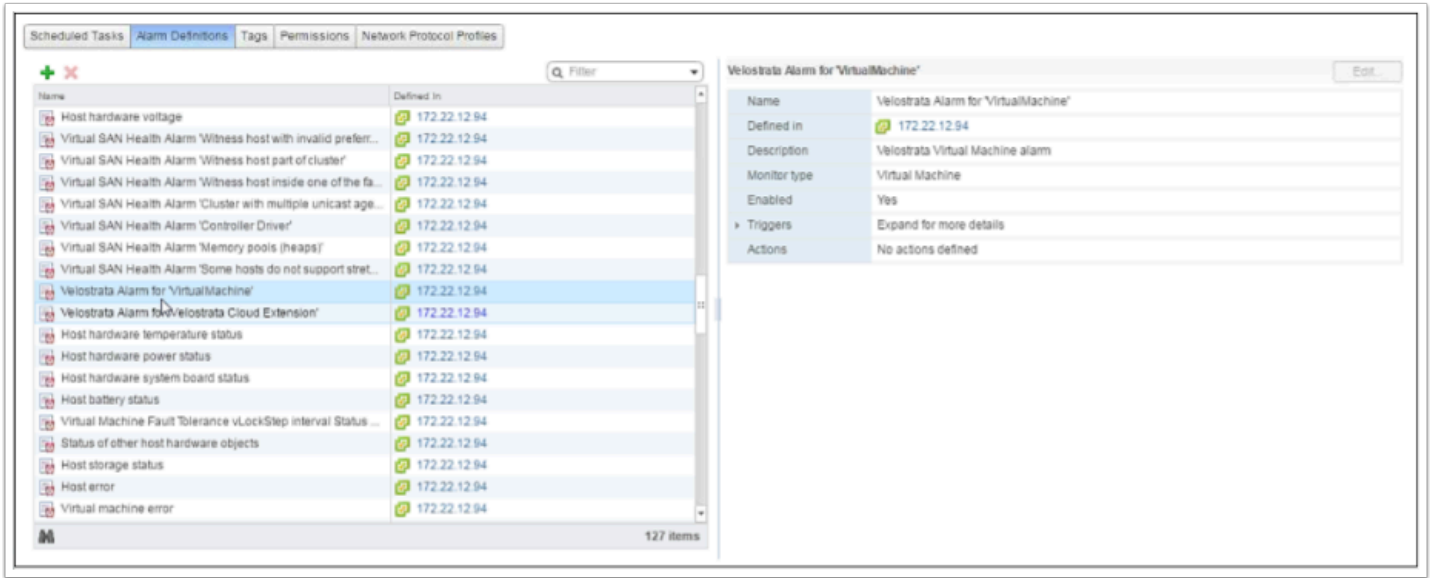 Scheduled Tasks Alarm Definitions Tags Permissions Network Protocol Profiles
Filter
Name Defined In
Host hardware voltage 172.22.12.94
Virtual SAN Health Alarm 'Witness host with invalid preferr... 172.22.12.94
Virtual SAN Health Alarm 'Witness host part of cluster' 172.22.12.94
Virtual SAN Health Alarm 'Witness host inside one of the fa... 172.22.12.94
Virtual SAN Health Alarm 'Cluster with multiple unicast age... 172.22.12.94
Virtual SAN Health Alarm 'Controller Driver' 172.22.12.94
Virtual SAN Health Alarm 'Memory pools (heaps)' 172.22.12.94
Virtual SAN Health Alarm 'Some hosts do not support stret... 172.22.12.94
Velostrata Alarm for 'VirtualMachine' 172.22.12.94
Velostrata Alarm for 'Velostrata Cloud Extension' 172.22.12.94
Host hardware temperature status 172.22.12.94
Host hardware power status 172.22.12.94
Host hardware system board status 172.22.12.94
Host battery status 172.22.12.94
Virtual Machine Fault Tolerance vLockStep interval Status ... 172.22.12.94
Status of other host hardware objects 172.22.12.94
Host storage status 172.22.12.94
Host error 172.22.12.94
Virtual machine error 172.22.12.94
127 items
Velostrata Alarm for 'VirtualMachine' Edit...
Name Velostrata Alarm for 'VirtualMachine'
Defined in 172.22.12.94
Description Velostrata Virtual Machine alarm
Monitor type Virtual Machine
Enabled Yes
Triggers Expand for more details
Actions No actions defined